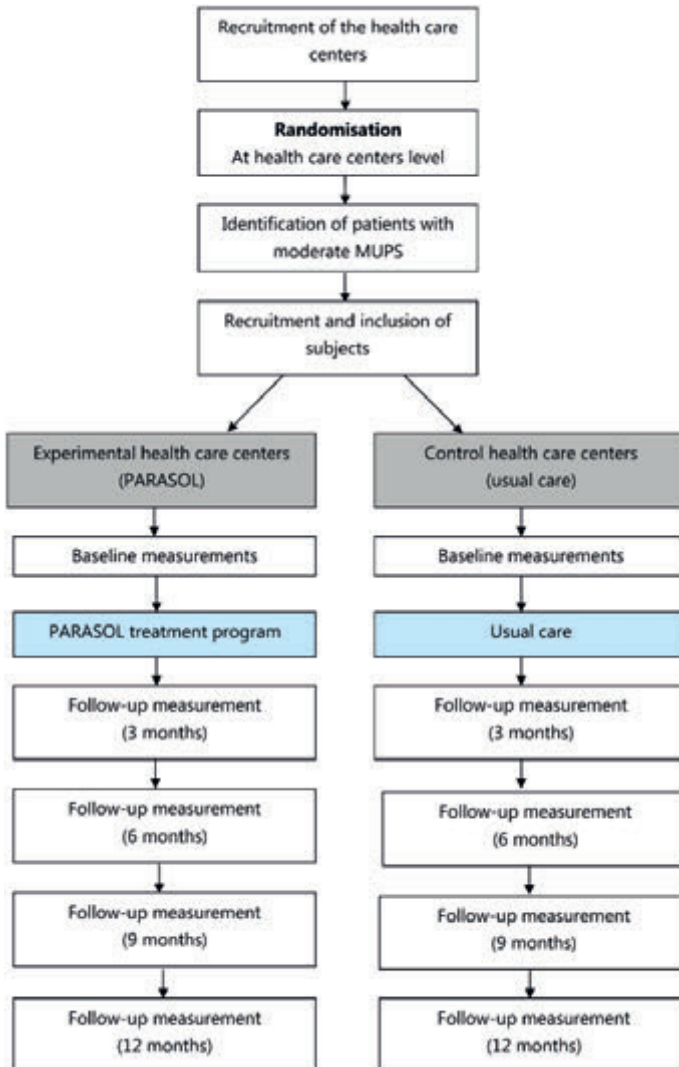 Recruitment of the health care
centers
Randomisation
At health care centers level
Identification of patients with
moderate MUPS
Recruitment and inclusion of
subjects
Experimental health care centers
(PARASOL)
Baseline measurements
PARASOL treatment program
Follow-up measurement
(3 months)
Follow-up measurement
(6 months)
Follow-up measurement
(9 months)
Follow-up measurement
(12 months)
Control health care centers
(usual care)
Baseline measurements
Usual care
Follow-up measurement
(3 months)
Follow-up measurement
(6 months)
Follow-up measurement
(9 months)
Follow-up measurement
(12 months)